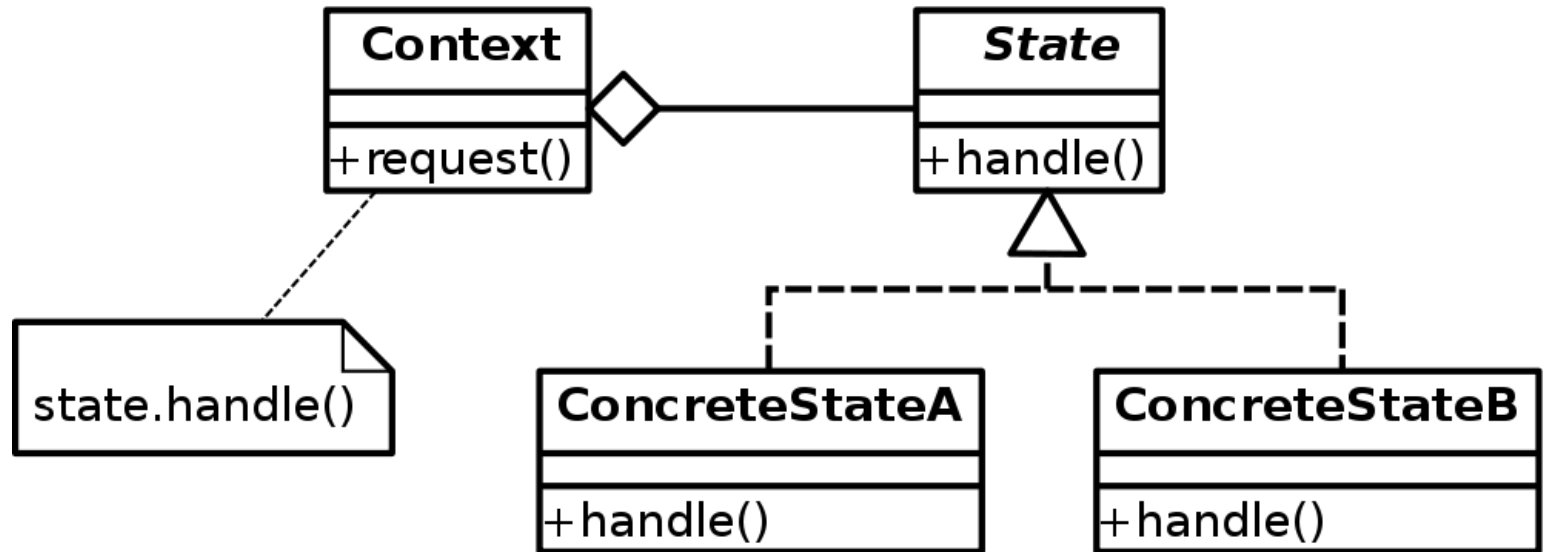 Context
+request()
State
+handle()
state.handle()
ConcreteStateA
+handle()
ConcreteStateB
+handle()